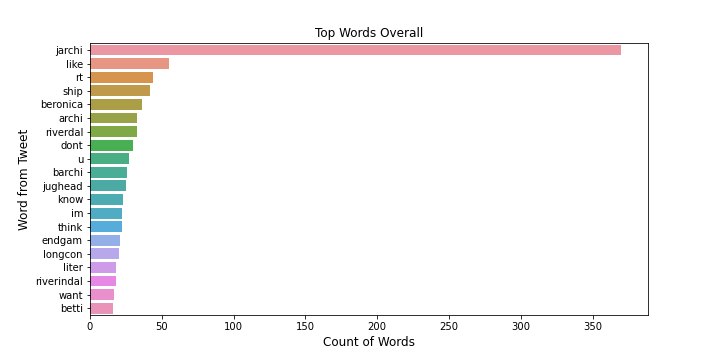 Top Words Overall
jarchi
like
rt
ship
beronica
archi
riverdal
dont
u
barchi
jughead
know
im
think
endgam
longcon
liter
riverindal
want
betti
Word from Tweet
0 50 100 150 200 250 300 350
Count of Words